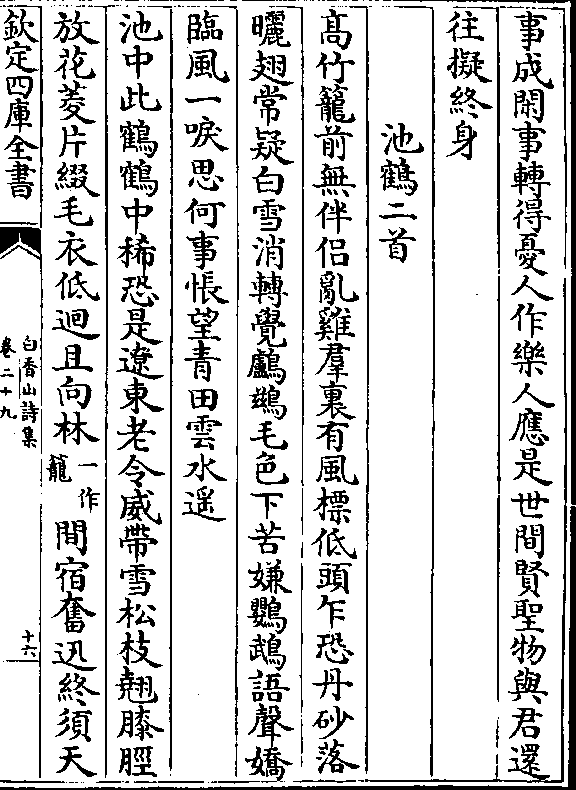 事成閑事轉得憂人作樂人應是世間賢聖物與君還
往擬終身
池鶴二首
髙竹籠前無伴侣亂雞羣裏有風標低頭乍恐丹砂落
曬翅常疑白雪消轉覺鸕鷀毛色下苦嫌鸚鵡語聲嬌
臨風一唳思何事悵望青田雲水遥
池中此鶴鶴中稀恐是遼東老令威帶雪松枝翹膝脛
放花菱片綴毛衣低迴且向林一作籠間宿奮迅終須天
欽定四庫全書
白香山詩集
卷二十九
十六